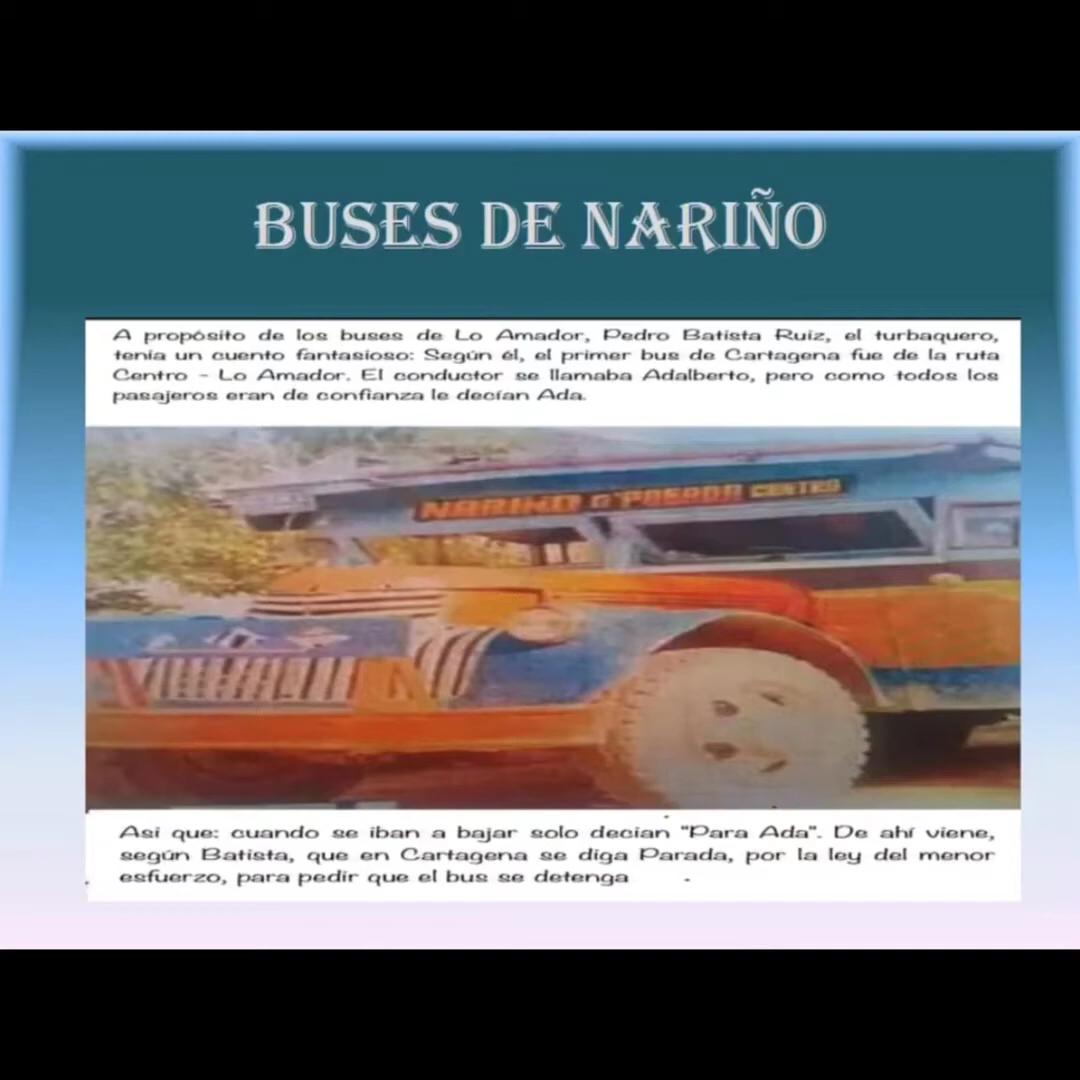 BUSES DE NARIÑO
A propósito de los buses de Lo Amador, Pedro Batista Ruiz, el turbaquero,
tenia un cuento fantasioso: Según él, el primer bus de Cartagena fue de la ruta
Centro - Lo Amador. El conductor se llamaba Adalberto, pero como todos los
pasajeros eran de confianza le decían Ada.
NARIÑO CENTRO
Asi que: cuando se iban a bajar solo decian "Para Ada". De ahí viene,
según Batista, que en Cartagena se diga Parada, por la ley del menor
esfuerzo, para pedir que el bus se detenga